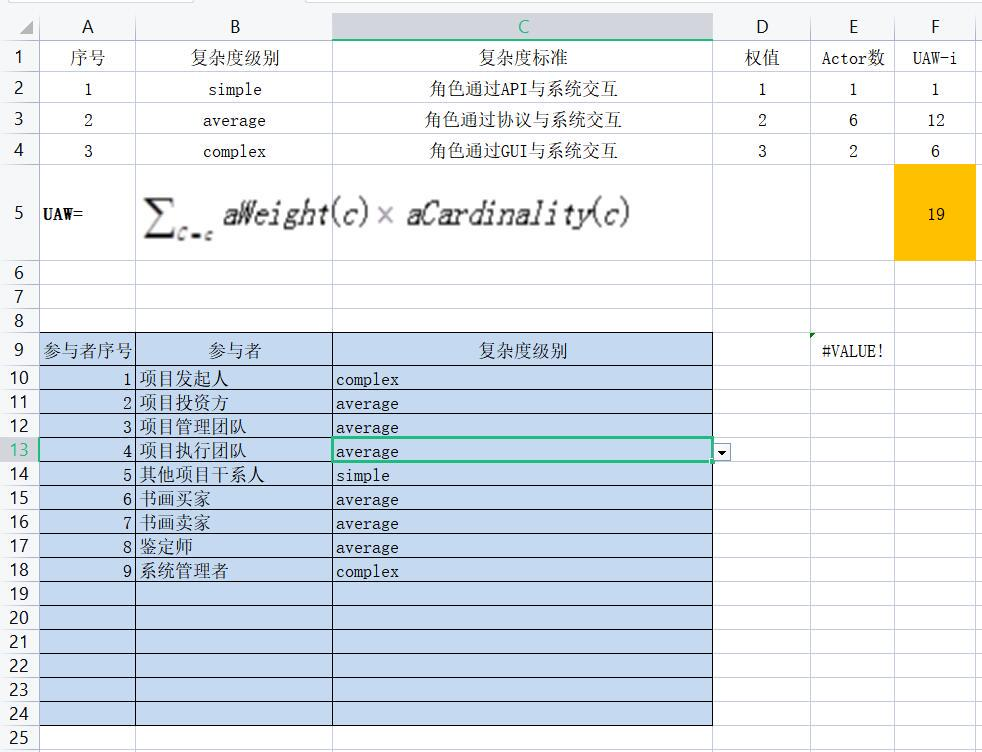 A B C D E F
1 序号 复杂度级别 复杂度标准 权值 Actor数 UAW-i
2 1 simple 角色通过API与系统交互 1 1 1
3 2 average 角色通过协议与系统交互 2 6 12
4 3 complex 角色通过GUI与系统交互 3 2 6
5 UAW= ∑C=c aWeight(c)× aCardinality(c) 19
6
7
8
9 参与者序号 参与者 复杂度级别 #VALUE!
10 1 项目发起人 complex
11 2 项目投资方 average
12 3 项目管理团队 average
13 4 项目执行团队 average
14 5 其他项目干系人 simple
15 6 书画买家 average
16 7 书画卖家 average
17 8 鉴定师 average
18 9 系统管理者 complex
19
20
21
22
23
24
25